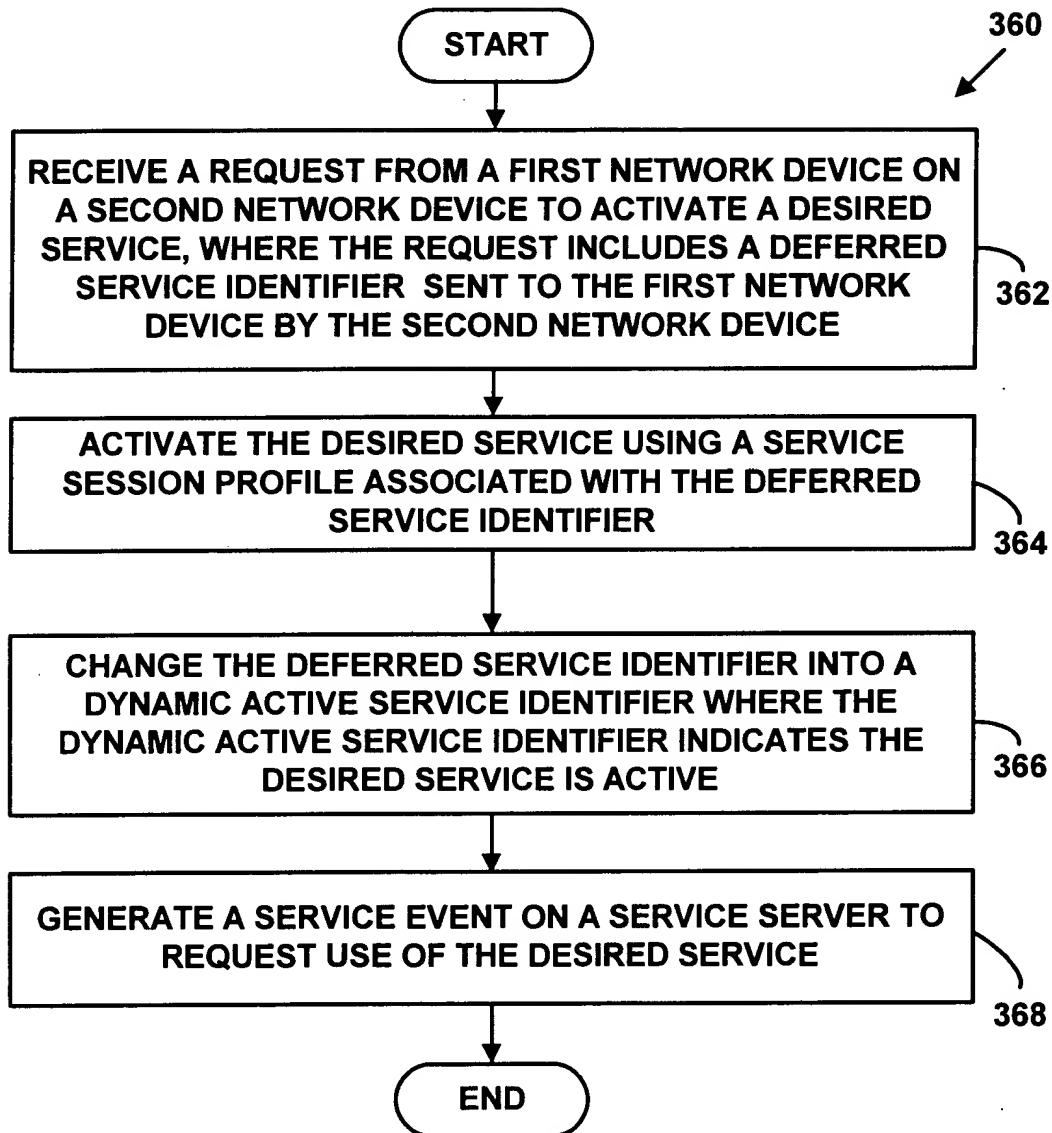 START
360
RECEIVE A REQUEST FROM A FIRST NETWORK DEVICE ON
A SECOND NETWORK DEVICE TO ACTIVATE A DESIRED
SERVICE, WHERE THE REQUEST INCLUDES A DEFERRED
SERVICE IDENTIFIER SENT TO THE FIRST NETWORK
DEVICE BY THE SECOND NETWORK DEVICE
362
ACTIVATE THE DESIRED SERVICE USING A SERVICE
SESSION PROFILE ASSOCIATED WITH THE DEFERRED
SERVICE IDENTIFIER
364
CHANGE THE DEFERRED SERVICE IDENTIFIER INTO A
DYNAMIC ACTIVE SERVICE IDENTIFIER WHERE THE
DYNAMIC ACTIVE SERVICE IDENTIFIER INDICATES THE
DESIRED SERVICE IS ACTIVE
366
GENERATE A SERVICE EVENT ON A SERVICE SERVER TO
REQUEST USE OF THE DESIRED SERVICE
368
END